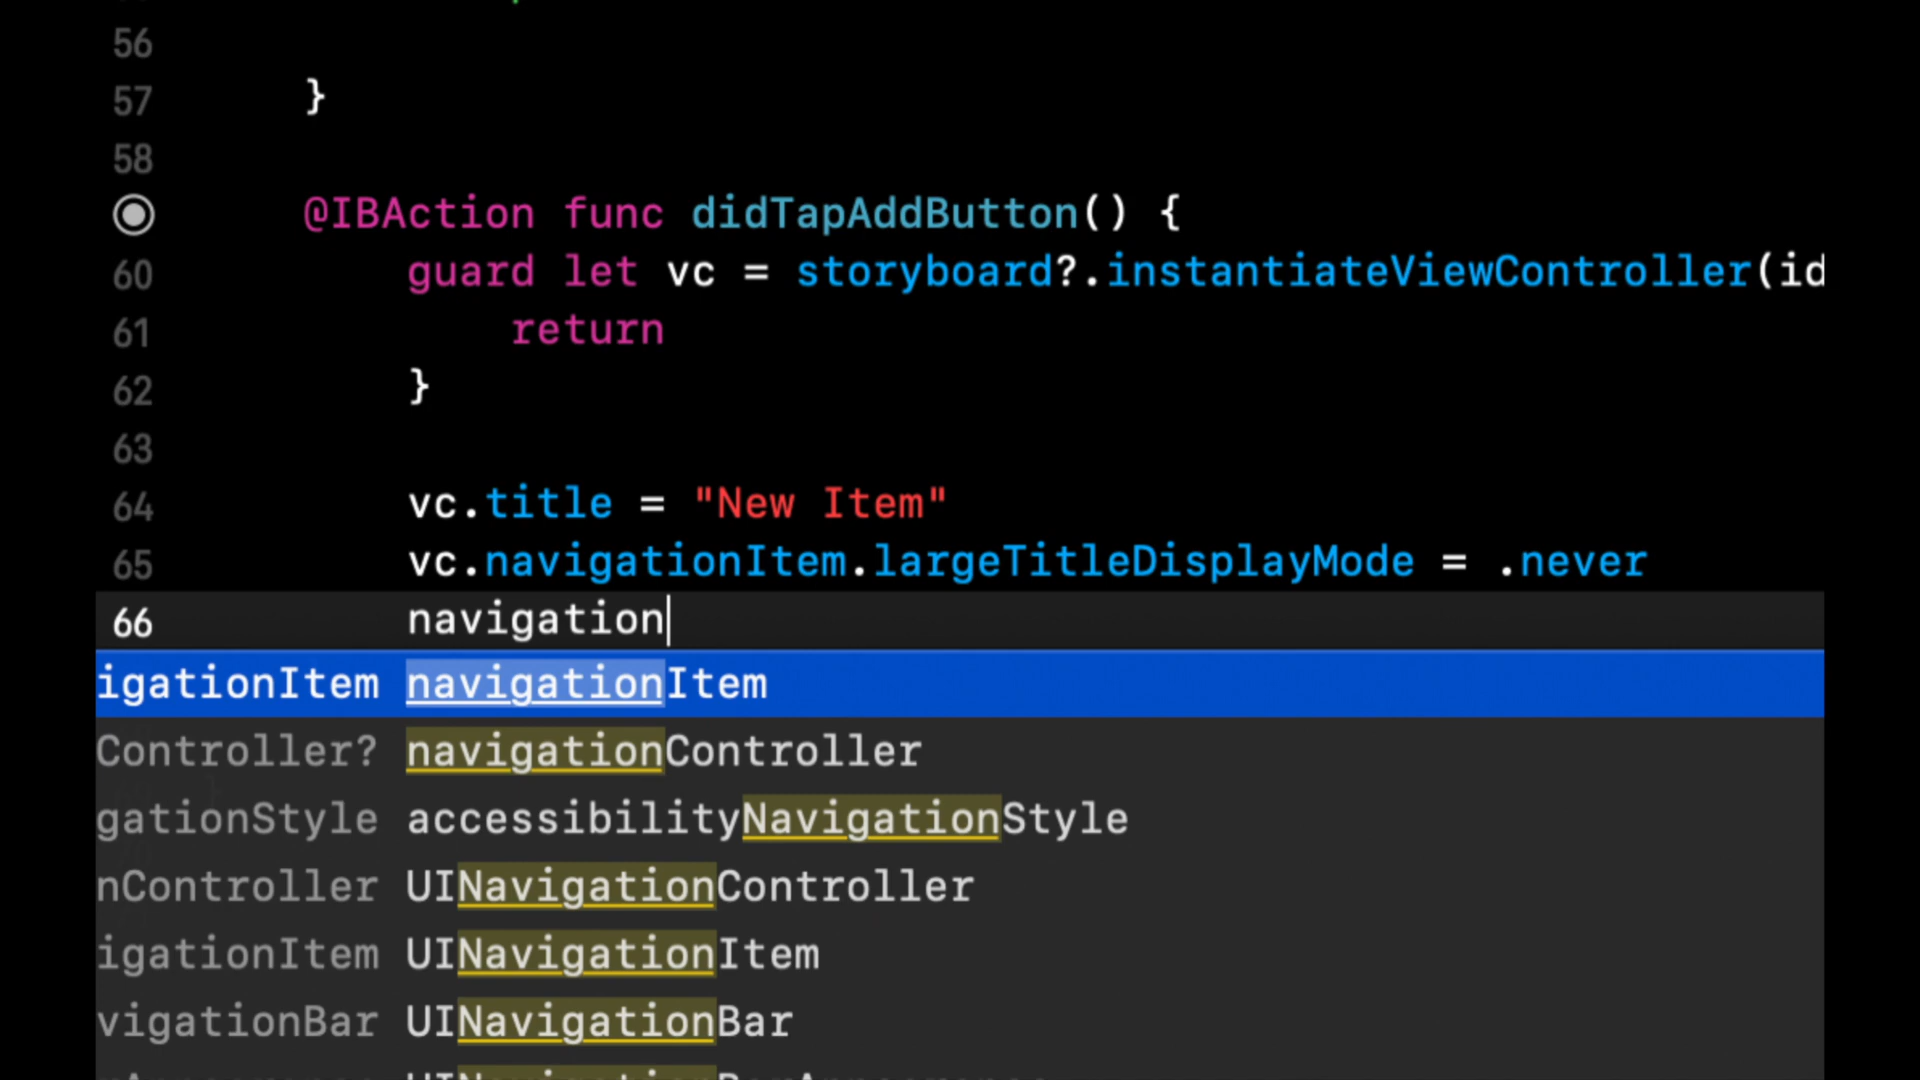 56
57 }
58
@IBAction func didTapAddButton() {
60 guard let vc = storyboard?.instantiateViewController(id
61 return
62 }
63
64 vc.title = "New Item"
65 vc.navigationItem.largeTitleDisplayMode = .never
66 navigation
igationItem navigationItem
Controller? navigationController
gationStyle accessibilityNavigationStyle
nController UINavigationController
igationItem UINavigationItem
vigationBar UINavigationBar